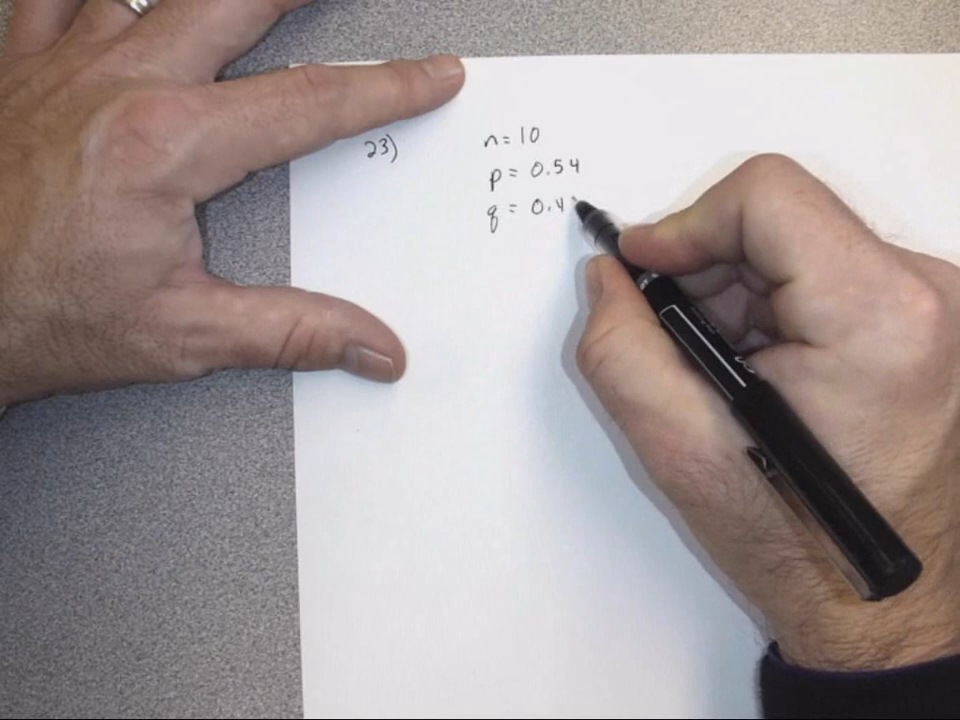 23)
n = 10
p = 0.54
q = 0.4